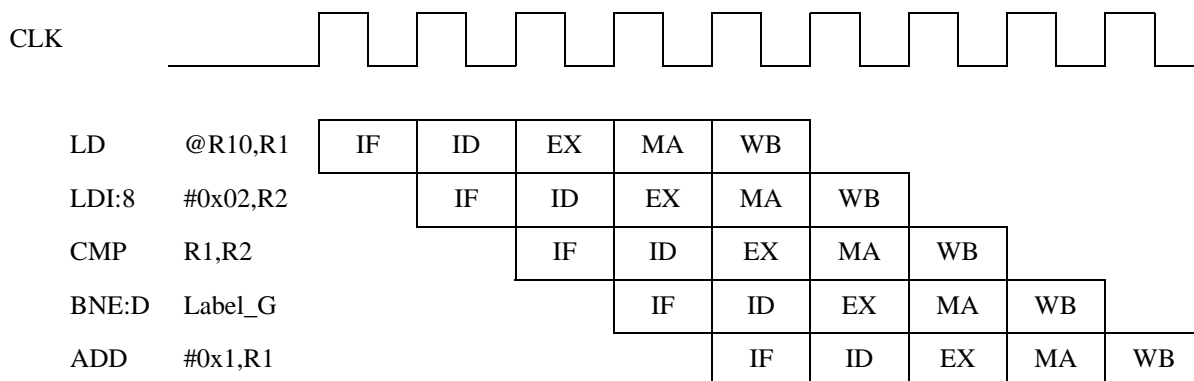 CLK
LD @R10,R1 IF ID EX MA WB
LDI:8 #0x02,R2 IF ID EX MA WB
CMP R1,R2 IF ID EX MA WB
BNE:D Label_G IF ID EX MA WB
ADD #0x1,R1 IF ID EX MA WB